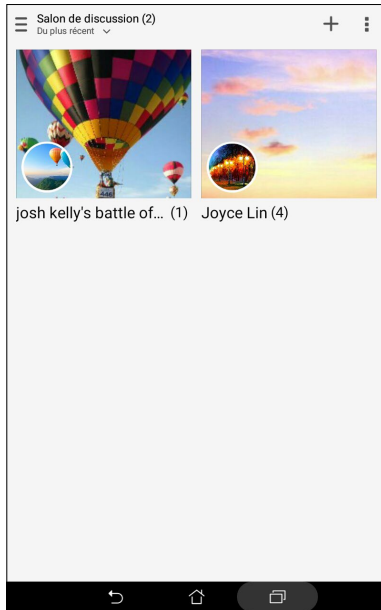 Salon de discussion (2)
Du plus récent
josh kelly's battle of... (1)
Joyce Lin (4)